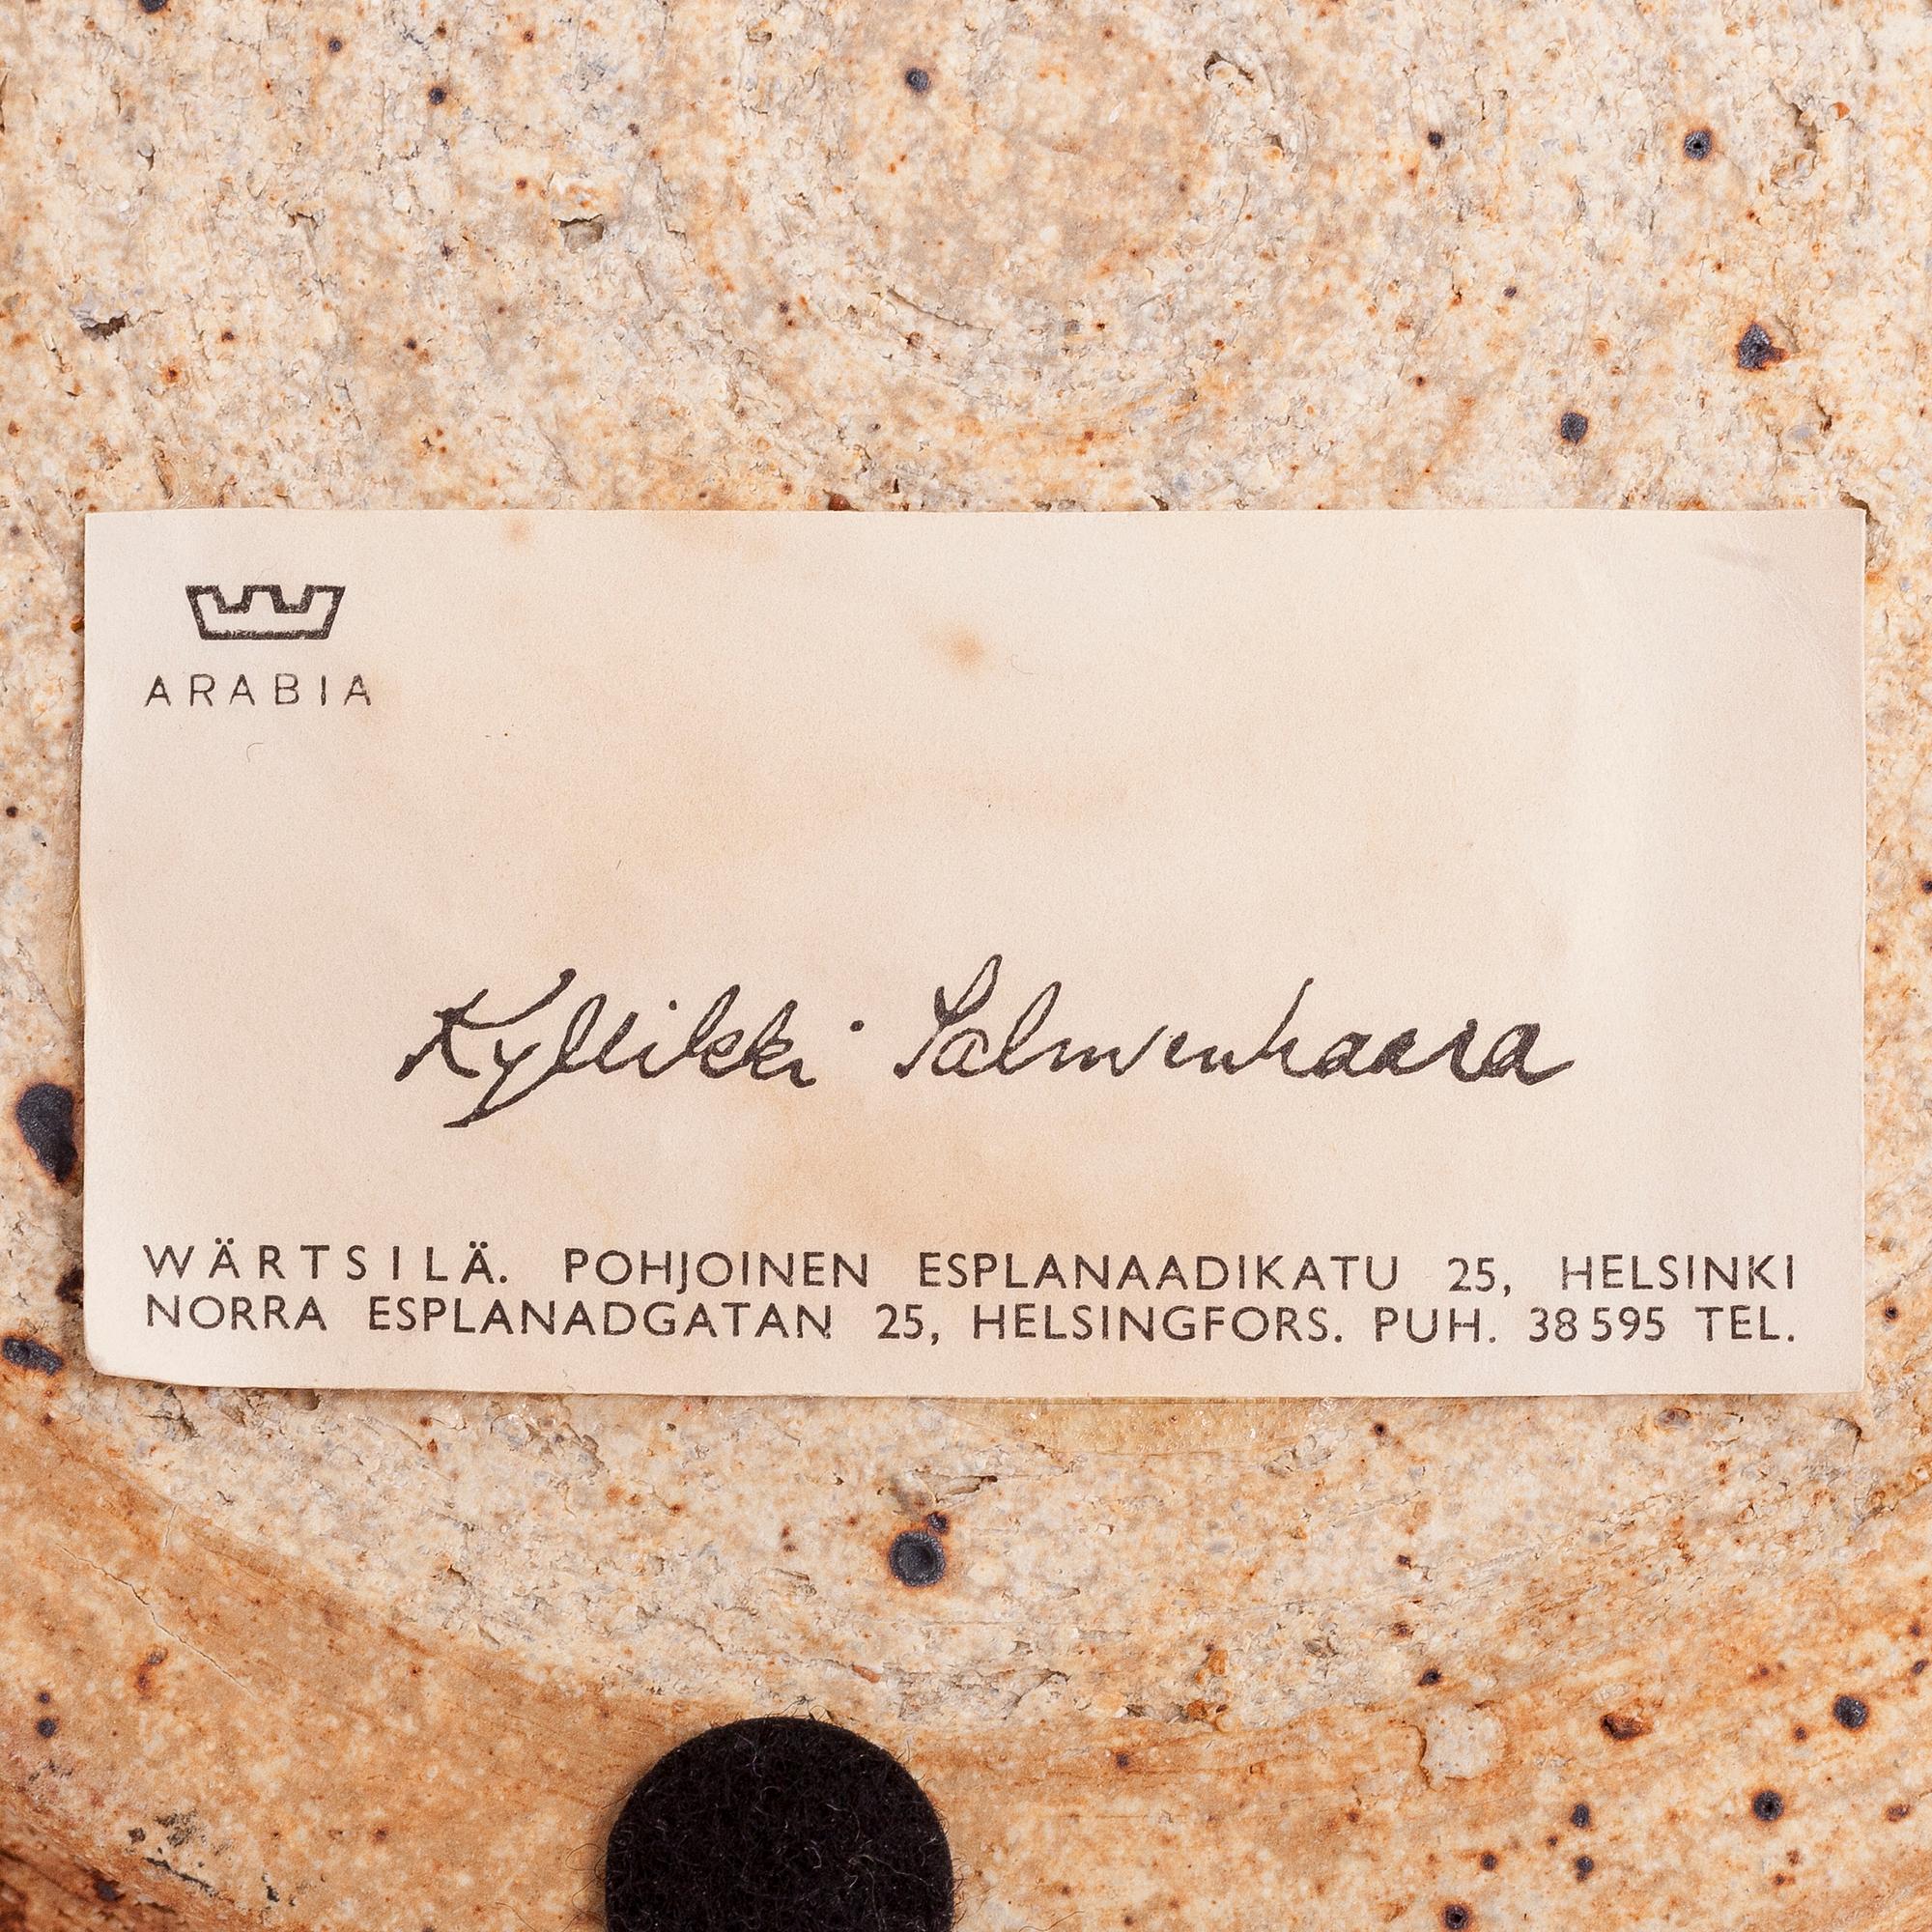 ARABIA
Kyllikki Salmenhaara
WÄRTSILÄ. POHJOINEN ESPLANAADIKATU 25, HELSINKI
NORRA ESPLANADGATAN 25, HELSINGFORS. PUH. 38 595 TEL.